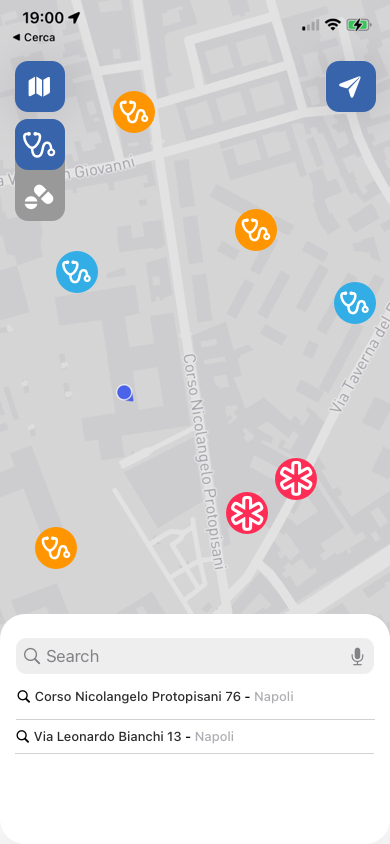 19:00
◀ Cerca
San Giovanni
Corso Nicolangelo Protopisani
Via Taverna del
Search
Corso Nicolangelo Protopisani 76 - Napoli
Via Leonardo Bianchi 13 - Napoli